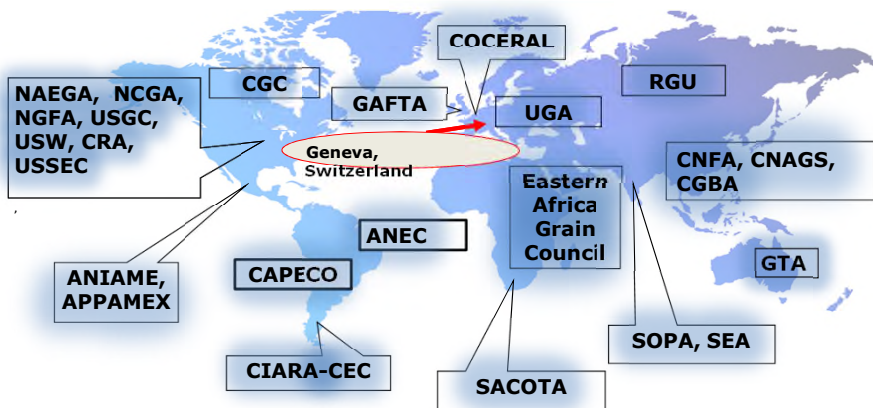 COCERAL
CGC
RGU
NAEGA, NCGA,
NGFA, USGC,
USW, CRA,
USSEC
GAFTA
UGA
Geneva,
Switzerland
CNFA, CNAGS,
CGBA
Eastern
Africa
Grain
Council
ANEC
ANIAME,
APPAMEX
CAPECO
GTA
SOPA, SEA
CIARA-CEC
SACOTA